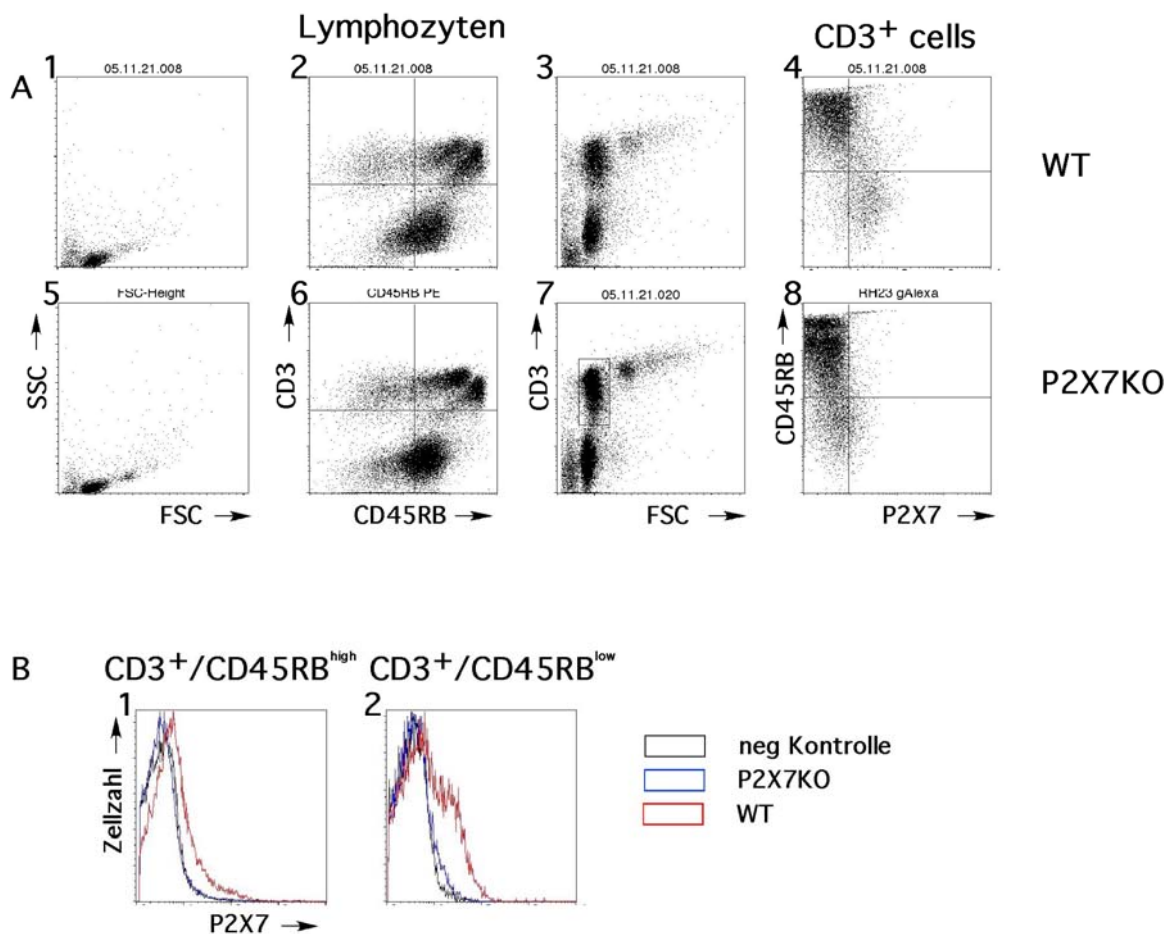 Lymphozyten
CD3+ cells
A
1
05.11.21.008
2
05.11.21.008
3
05.11.21.008
4
05.11.21.008
WT
5
FSC-Height
6
CD45RB PE
7
05.11.21.020
8
RH23 gAlexa
P2X7KO
SSC
CD3
CD3
CD45RB
FSC
CD45RB
FSC
P2X7
B
CD3+/CD45RBhigh
CD3+/CD45RBlow
1
2
Zellzahl
P2X7
neg Kontrolle
P2X7KO
WT